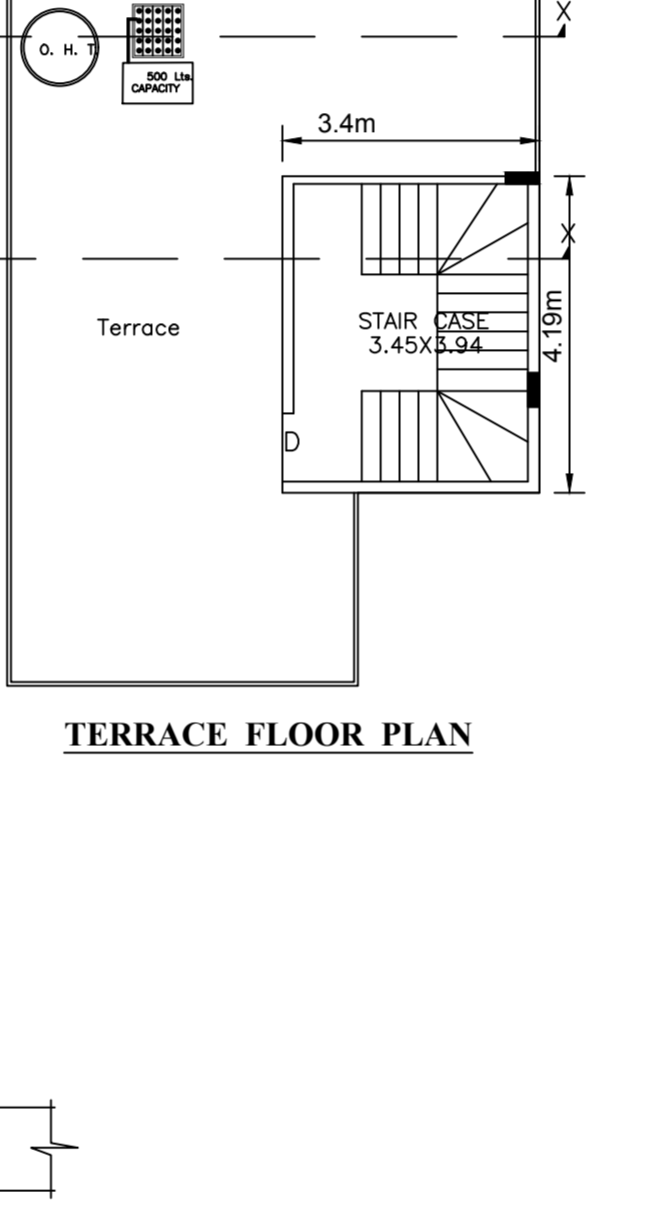 X
O. H. T
500 Lts.
CAPACITY
3.4m
X
Terrace
STAIR CASE
3.45X3.94
4.19m
D
TERRACE FLOOR PLAN